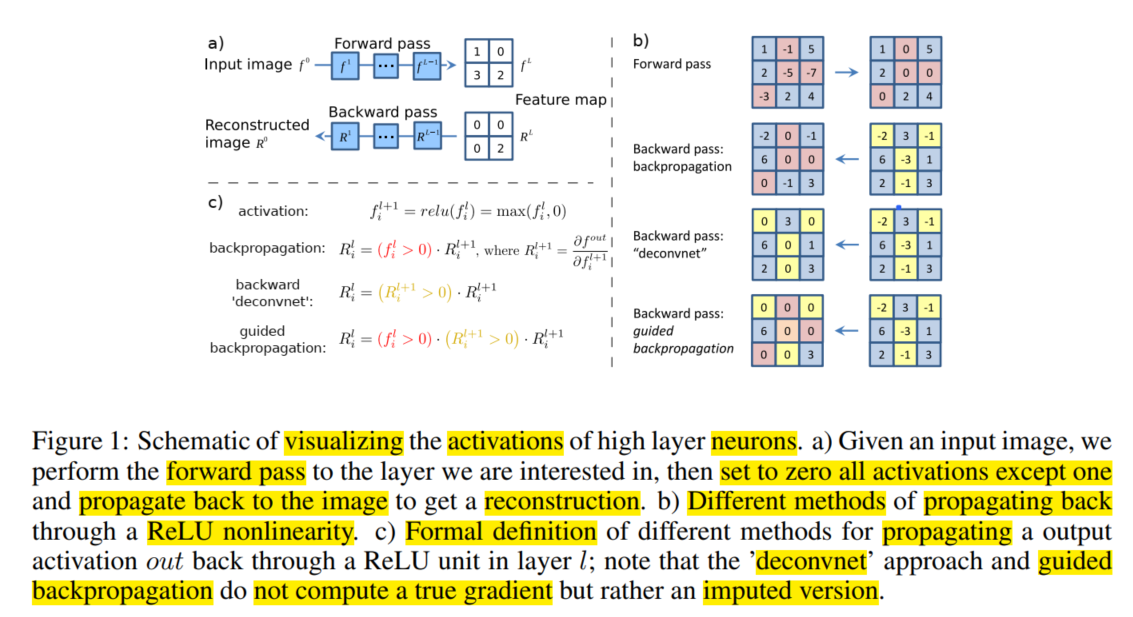 a)
Forward pass
Input image f⁰
f¹ ... fᴸ⁻¹
1 0
3 2
fᴸ
Feature map
Backward pass
Reconstructed
image R⁰
R¹ ... Rᴸ⁻¹
0 0
0 2
Rᴸ
c)
activation: f_i^{l+1} = relu(f_i^l) = max(f_i^l, 0)
backpropagation: R_i^l = (f_i^l > 0) · R_i^{l+1}, where R_i^{l+1} = ∂f^{out} / ∂f_i^{l+1}
backward
'deconvnet': R_i^l = (R_i^{l+1} > 0) · R_i^{l+1}
guided
backpropagation: R_i^l = (f_i^l > 0) · (R_i^{l+1} > 0) · R_i^{l+1}
b)
Forward pass
1 -1 5 1 0 5
2 -5 -7 2 0 0
-3 2 4 0 2 4
Backward pass:
backpropagation
-2 0 -1 -2 3 -1
6 0 0 6 -3 1
0 -1 3 2 -1 3
Backward pass:
“deconvnet”
0 3 0 -2 3 -1
6 0 1 6 -3 1
2 0 3 2 -1 3
Backward pass:
guided
backpropagation
0 0 0 -2 3 -1
6 0 0 6 -3 1
0 0 3 2 -1 3
Figure 1: Schematic of visualizing the activations of high layer neurons. a) Given an input image, we
perform the forward pass to the layer we are interested in, then set to zero all activations except one
and propagate back to the image to get a reconstruction. b) Different methods of propagating back
through a ReLU nonlinearity. c) Formal definition of different methods for propagating a output
activation out back through a ReLU unit in layer l; note that the ’deconvnet’ approach and guided
backpropagation do not compute a true gradient but rather an imputed version.